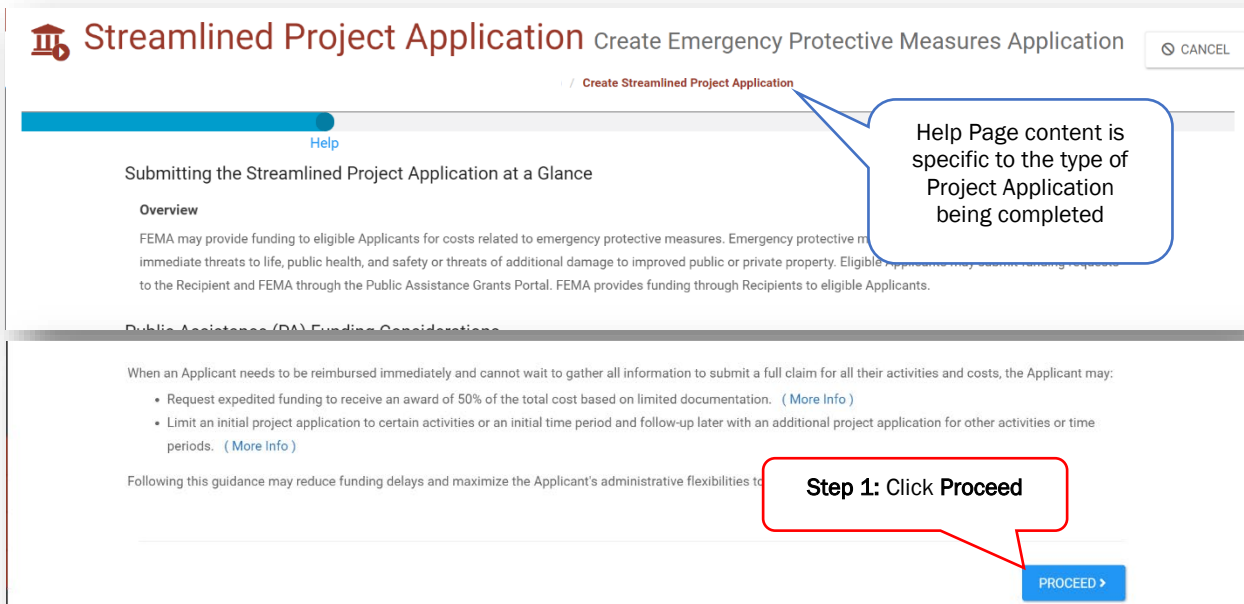 Streamlined Project Application Create Emergency Protective Measures Application
CANCEL
/ Create Streamlined Project Application
Help Page content is
specific to the type of
Project Application
being completed
Help
Submitting the Streamlined Project Application at a Glance
Overview
FEMA may provide funding to eligible Applicants for costs related to emergency protective measures. Emergency protective
immediate threats to life, public health, and safety or threats of additional damage to improved public or private property. Eligible Applicants may submit funding requests
to the Recipient and FEMA through the Public Assistance Grants Portal. FEMA provides funding through Recipients to eligible Applicants.
Public Assistance (PA) Funding Considerations
When an Applicant needs to be reimbursed immediately and cannot wait to gather all information to submit a full claim for all their activities and costs, the Applicant may:
• Request expedited funding to receive an award of 50% of the total cost based on limited documentation. ( More Info )
• Limit an initial project application to certain activities or an initial time period and follow-up later with an additional project application for other activities or time
periods. ( More Info )
Following this guidance may reduce funding delays and maximize the Applicant's administrative flexibilities to
Step 1: Click Proceed
PROCEED >